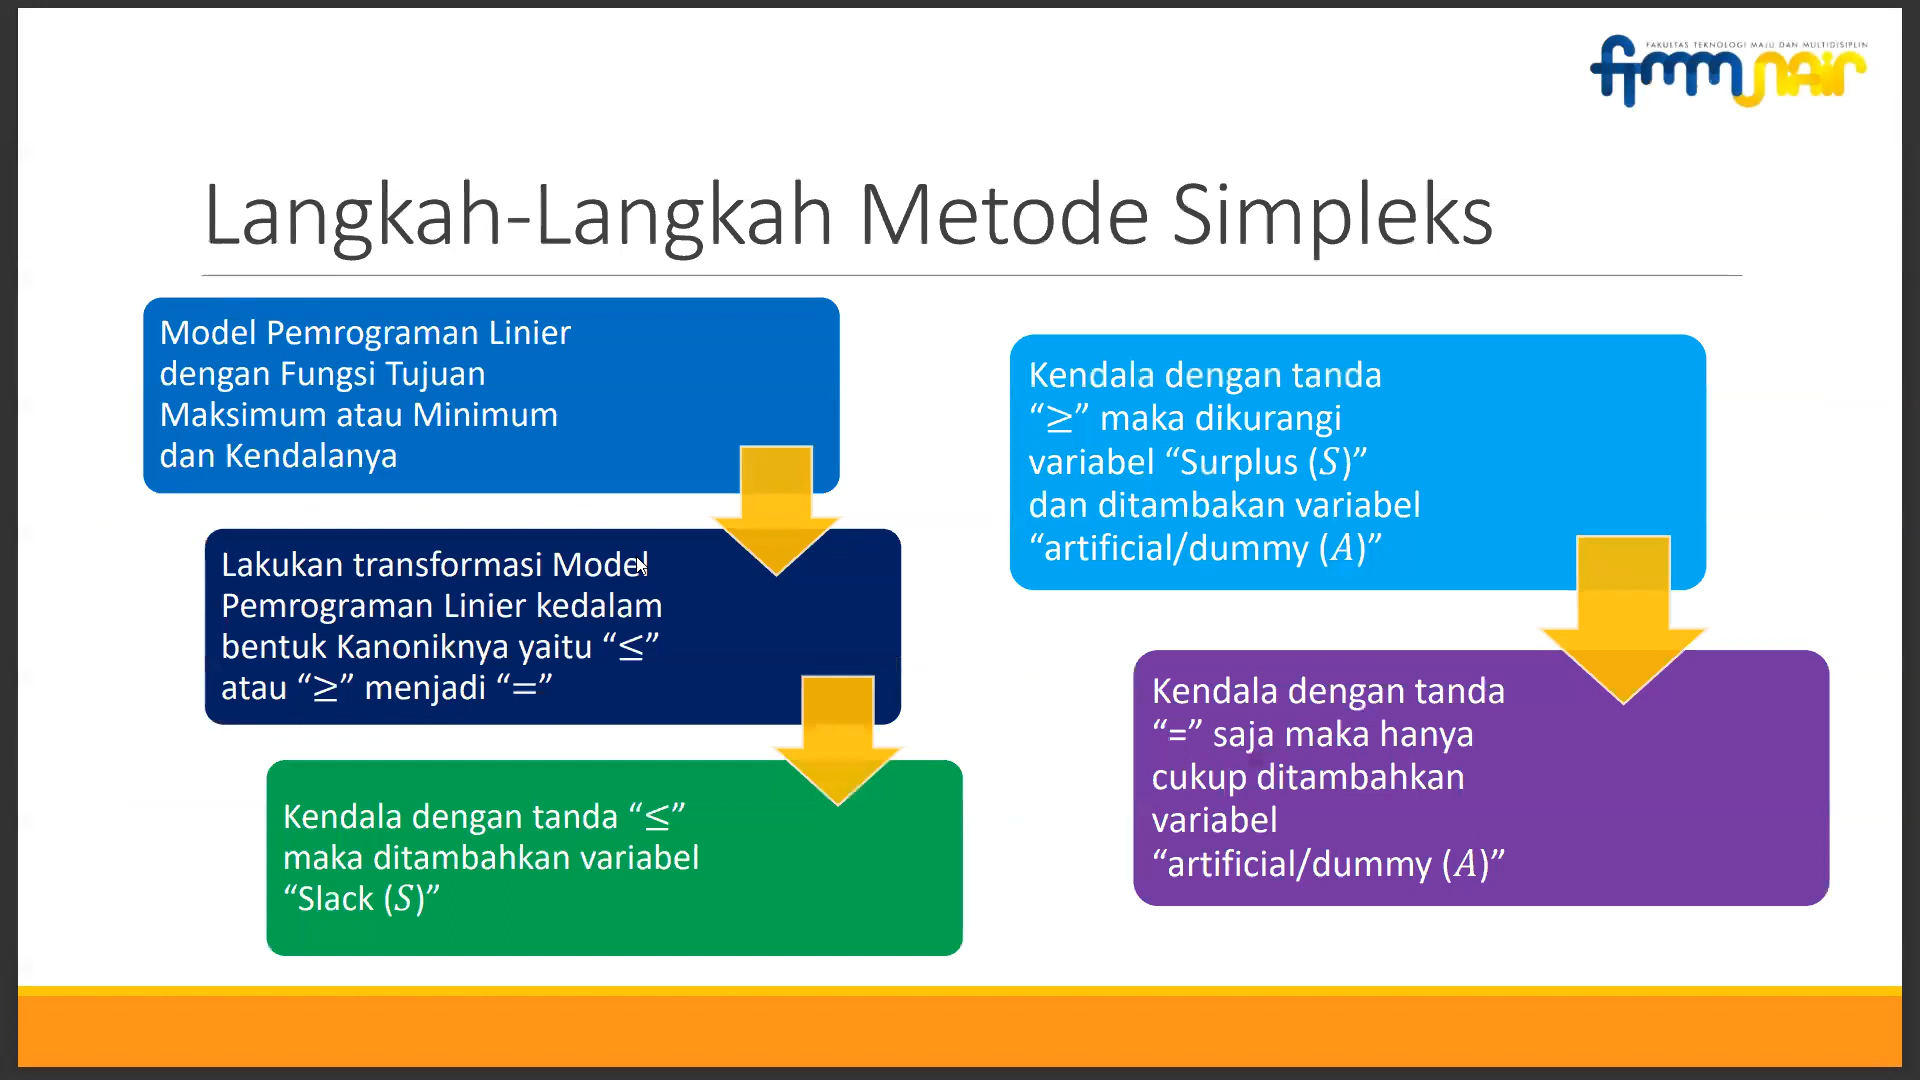 FAKULTAS TEKNOLOGI MAJU DAN MULTIDISIPLIN
ftmm UNAIR
Langkah-Langkah Metode Simpleks
Model Pemrograman Linier
dengan Fungsi Tujuan
Maksimum atau Minimum
dan Kendalanya
Lakukan transformasi Model
Pemrograman Linier kedalam
bentuk Kanoniknya yaitu “≤”
atau “≥” menjadi “=”
Kendala dengan tanda “≤”
maka ditambahkan variabel
“Slack (S)”
Kendala dengan tanda
“≥” maka dikurangi
variabel “Surplus (S)”
dan ditambakan variabel
“artificial/dummy (A)”
Kendala dengan tanda
“=” saja maka hanya
cukup ditambahkan
variabel
“artificial/dummy (A)”